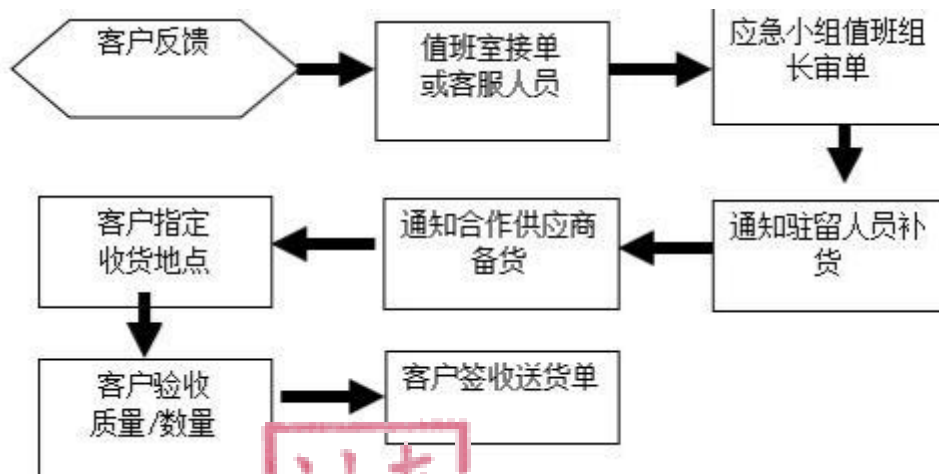 客户反馈
值班室接单
或客服人员
应急小组值班组
长审单
通知驻留人员补
货
通知合作供应商
备货
客户指定
收货地点
客户验收
质量/数量
客户签收送货单